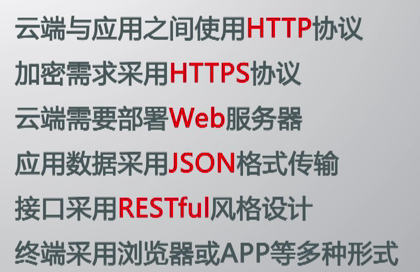 云端与应用之间使用HTTP协议
加密需求采用HTTPS协议
云端需要部署Web服务器
应用数据采用JSON格式传输
接口采用RESTful风格设计
终端采用浏览器或APP等多种形式